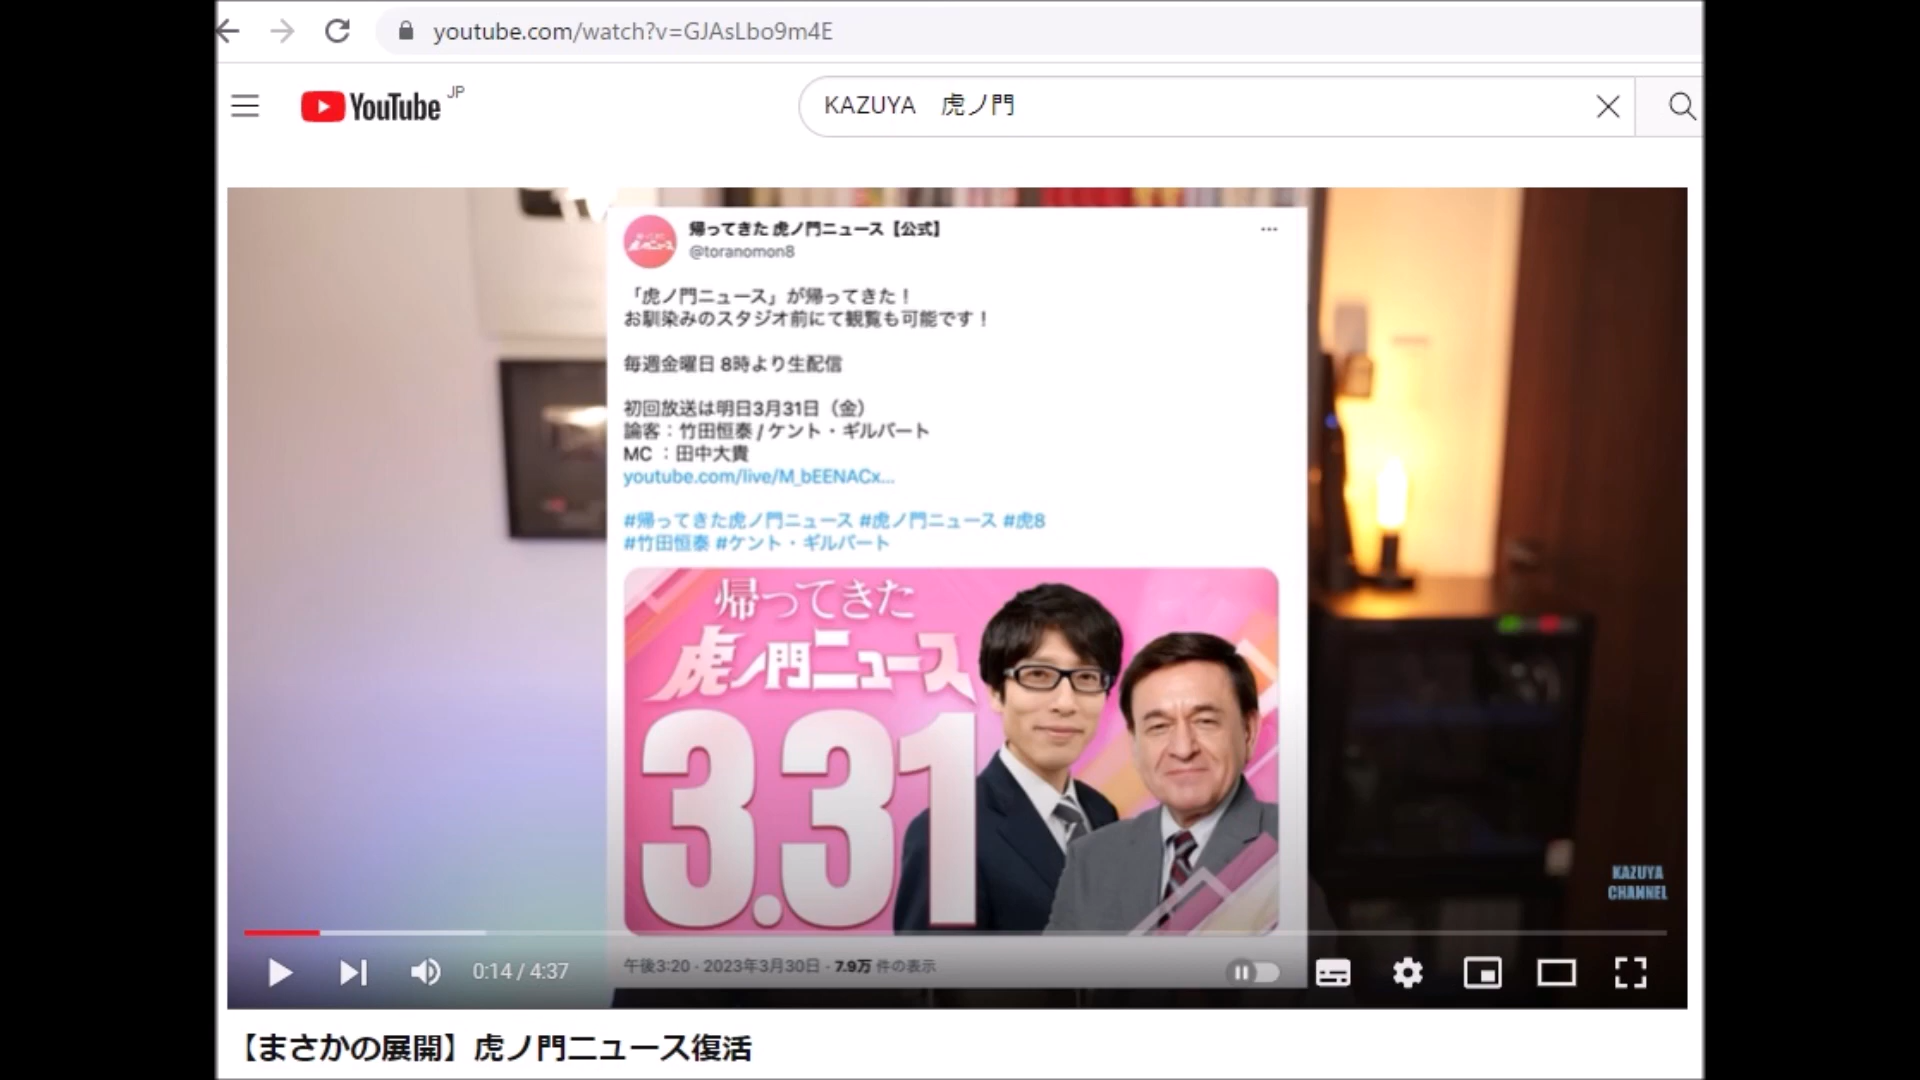 youtube.com/watch?v=GJAsLbo9m4E
YouTube JP
KAZUYA 虎ノ門
帰ってきた 虎ノ門ニュース【公式】
@toranomon8
「虎ノ門ニュース」が帰ってきた！
お馴染みのスタジオ前にて観覧も可能です！
毎週金曜日 8時より生配信
初回放送は明日3月31日（金）
論客：竹田恒泰 / ケント・ギルバート
MC ：田中大貴
youtube.com/live/M_bEENACx...
#帰ってきた虎ノ門ニュース #虎ノ門ニュース #虎8
#竹田恒泰 #ケント・ギルバート
帰ってきた
虎ノ門ニュース
3.31
KAZUYA
CHANNEL
午後3:20 · 2023年3月30日 · 7.9万 件の表示
0:14 / 4:37
【まさかの展開】虎ノ門ニュース復活